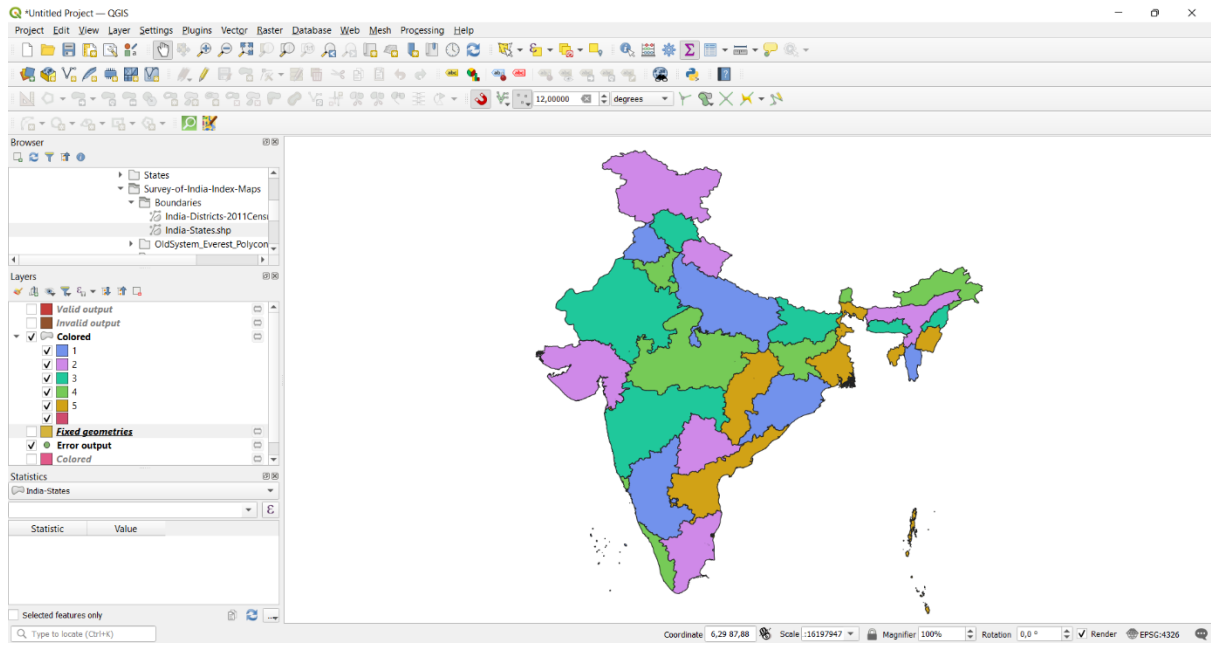 *Untitled Project — QGIS
Project Edit View Layer Settings Plugins Vector Raster Database Web Mesh Processing Help
12,00000 degrees
Browser
States
Survey-of-India-Index-Maps
Boundaries
India-Districts-2011Censu
India-States.shp
OldSystem_Everest_Polycon
Layers
Valid output
Invalid output
Colored
1
2
3
4
5
Fixed geometries
Error output
Colored
Statistics
India-States
ε
Statistic Value
Selected features only
Type to locate (Ctrl+K)
Coordinate 6,29 87,88 Scale :16197947 Magnifier 100% Rotation 0,0 ° Render EPSG:4326